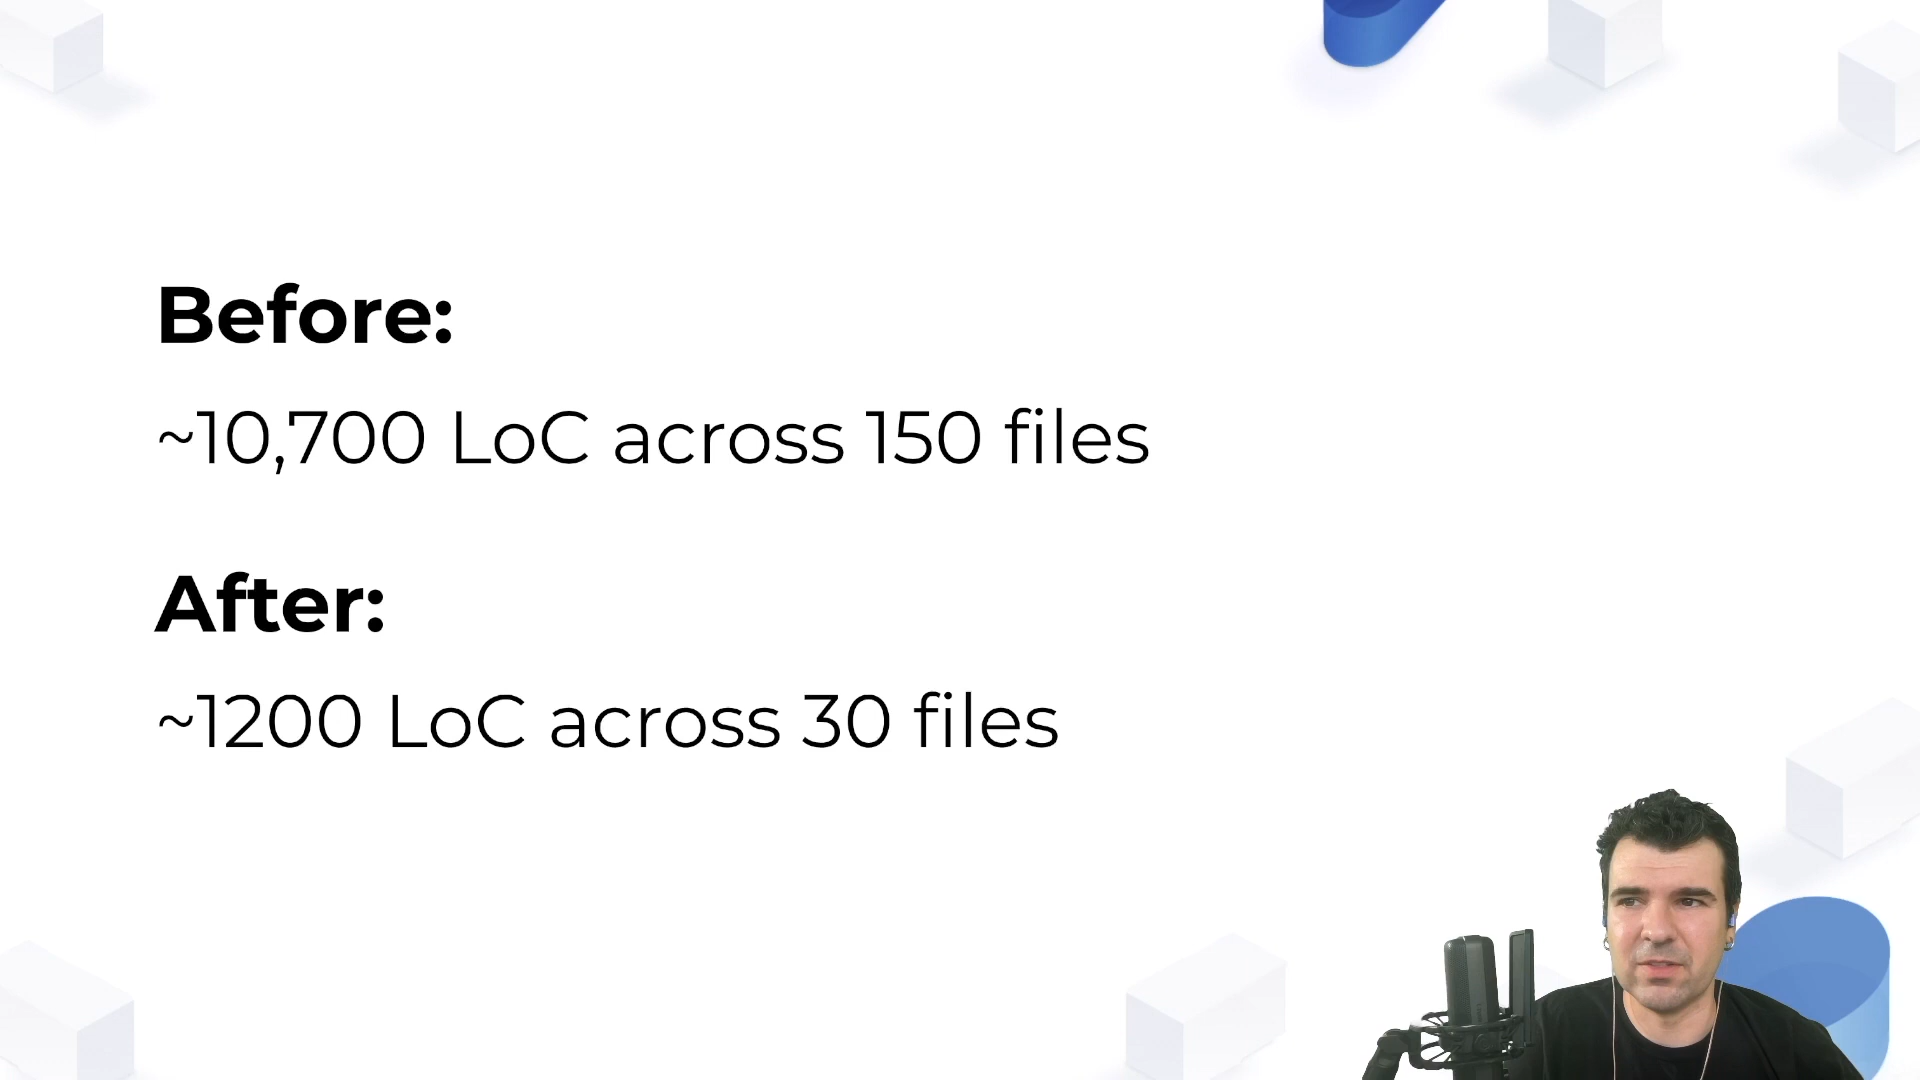 Before:
~10,700 LoC across 150 files
After:
~1200 LoC across 30 files